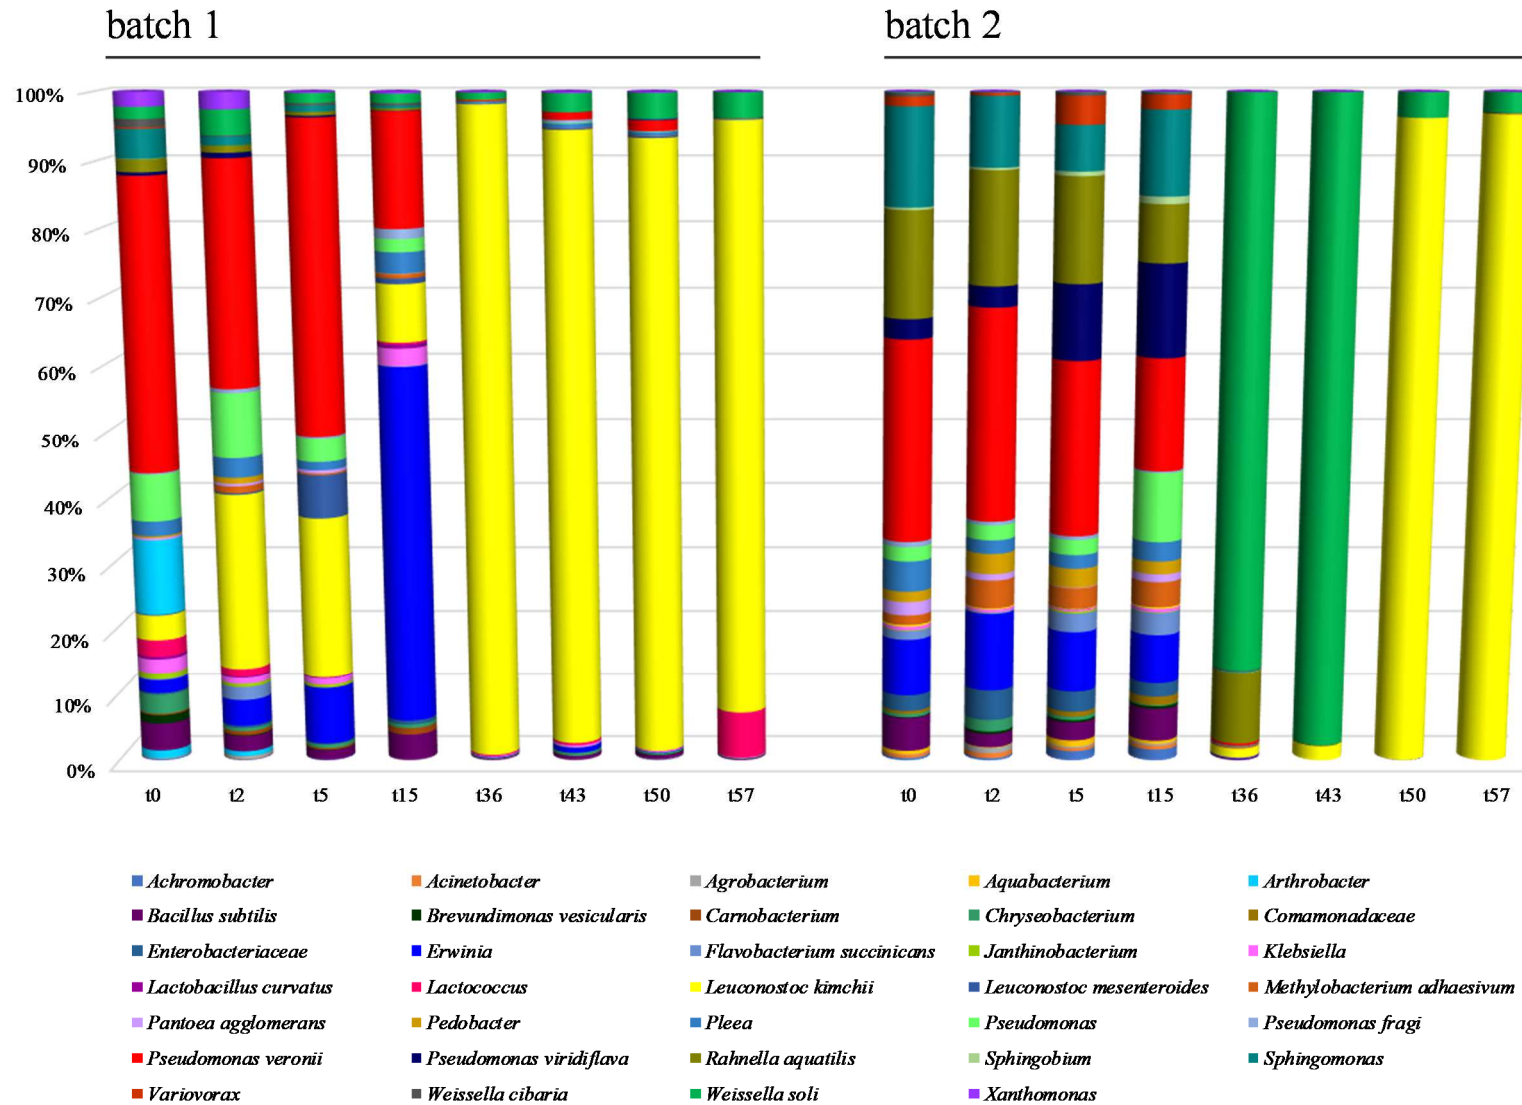 batch 1 batch 2
100%
90%
80%
70%
60%
50%
40%
30%
20%
10%
0%
t0 t2 t5 t15 t36 t43 t50 t57 t0 t2 t5 t15 t36 t43 t50 t57
Achromobacter Acinetobacter Agrobacterium Aquabacterium Arthrobacter
Bacillus subtilis Brevundimonas vesicularis Carnobacterium Chryseobacterium Comamonadaceae
Enterobacteriaceae Erwinia Flavobacterium succinicans Janthinobacterium Klebsiella
Lactobacillus curvatus Lactococcus Leuconostoc kimchii Leuconostoc mesenteroides Methylobacterium adhaesivum
Pantoea agglomerans Pedobacter Pleea Pseudomonas Pseudomonas fragi
Pseudomonas veronii Pseudomonas viridiflava Rahnella aquatilis Sphingobium Sphingomonas
Variovorax Weissella cibaria Weissella soli Xanthomonas